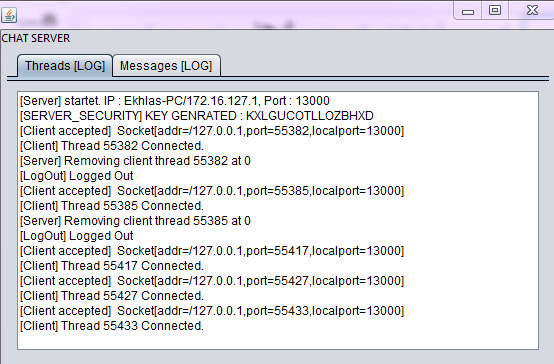 CHAT SERVER
Threads [LOG] Messages [LOG]
[Server] startet. IP : Ekhlas-PC/172.16.127.1, Port : 13000
[SERVER_SECURITY] KEY GENRATED : KXLGUCOTLLOZBHXD
[Client accepted]  Socket[addr=/127.0.0.1,port=55382,localport=13000]
[Client] Thread 55382 Connected.
[Server] Removing client thread 55382 at 0
[LogOut] Logged Out
[Client accepted]  Socket[addr=/127.0.0.1,port=55385,localport=13000]
[Client] Thread 55385 Connected.
[Server] Removing client thread 55385 at 0
[LogOut] Logged Out
[Client accepted]  Socket[addr=/127.0.0.1,port=55417,localport=13000]
[Client] Thread 55417 Connected.
[Client accepted]  Socket[addr=/127.0.0.1,port=55427,localport=13000]
[Client] Thread 55427 Connected.
[Client accepted]  Socket[addr=/127.0.0.1,port=55433,localport=13000]
[Client] Thread 55433 Connected.